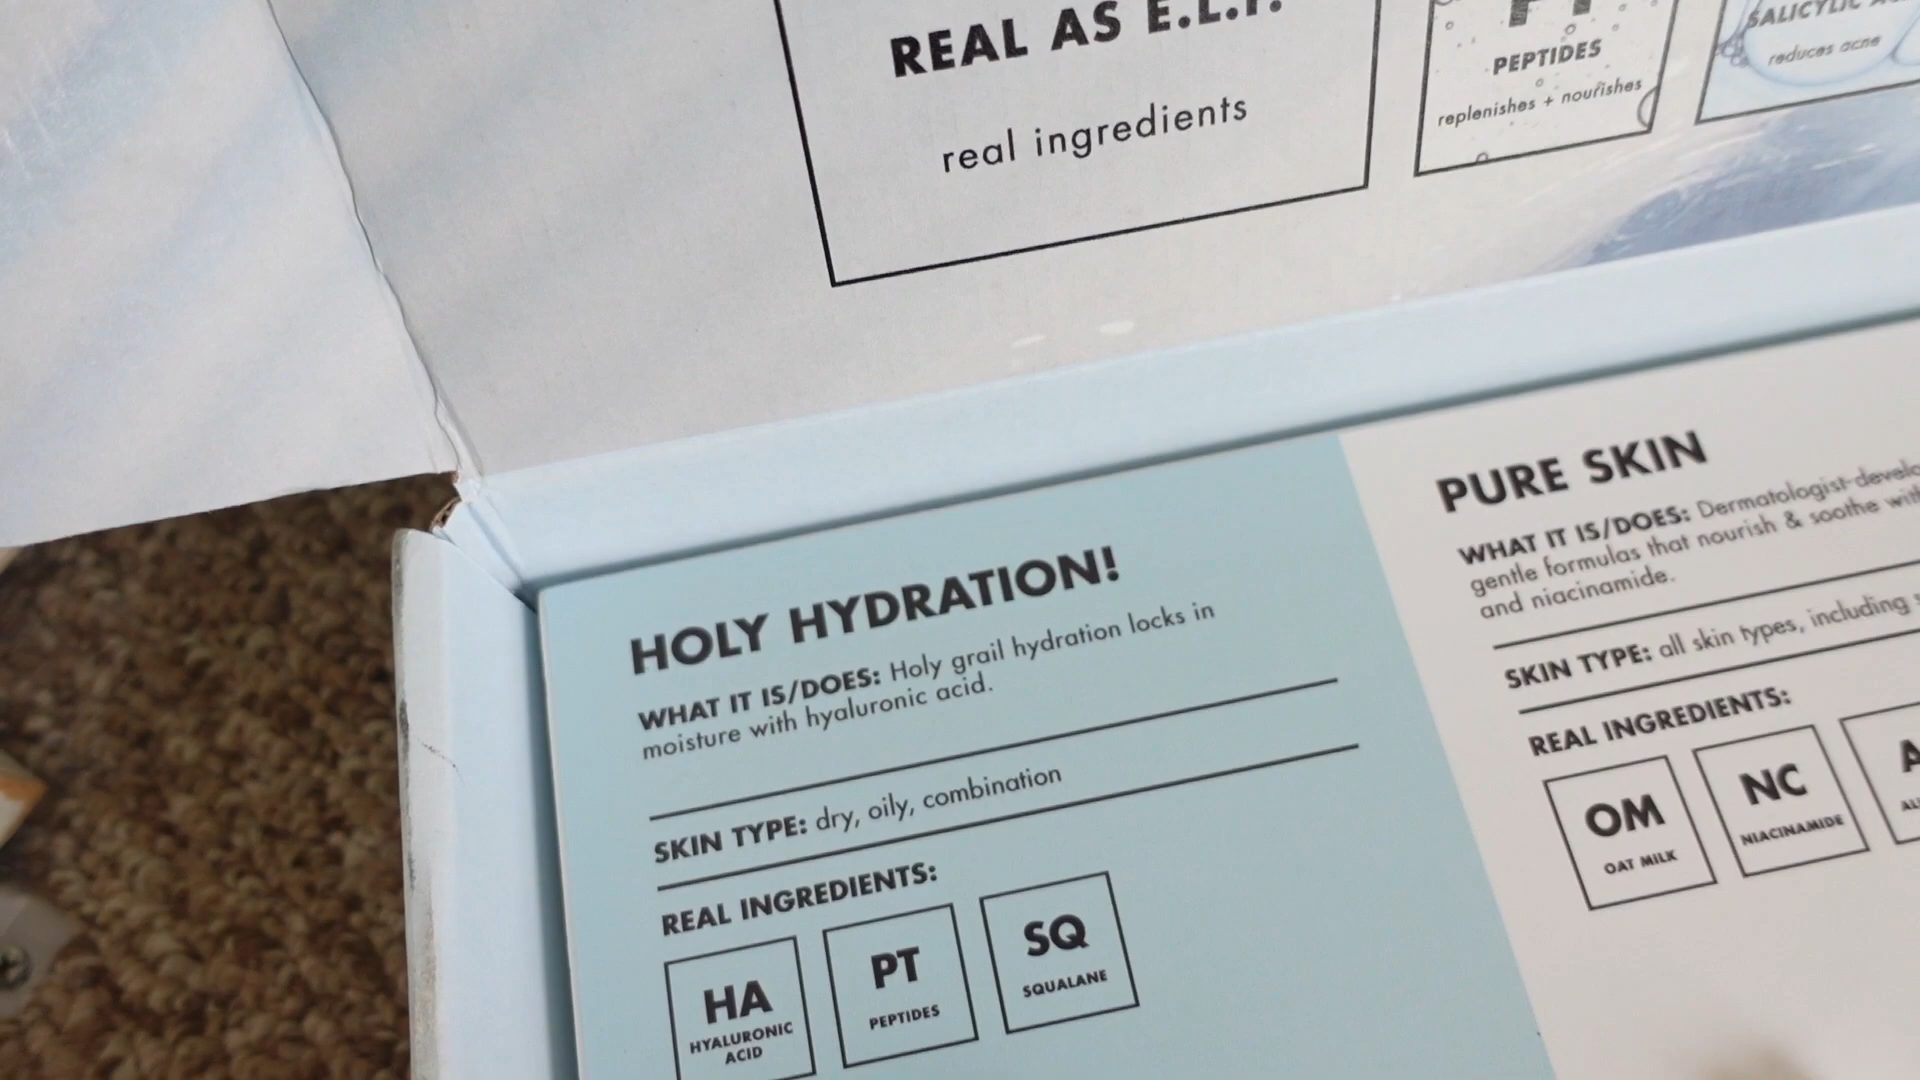 REAL AS E.L.F.
real ingredients
PEPTIDES
replenishes + nourishes
SALICYLIC
reduces acne
HOLY HYDRATION!
WHAT IT IS/DOES: Holy grail hydration locks in
moisture with hyaluronic acid.
SKIN TYPE: dry, oily, combination
REAL INGREDIENTS:
HA
HYALURONIC
ACID
PT
PEPTIDES
SQ
SQUALANE
PURE SKIN
WHAT IT IS/DOES: Dermatologist-develo
gentle formulas that nourish & soothe with
and niacinamide.
SKIN TYPE: all skin types, including
REAL INGREDIENTS:
OM
OAT MILK
NC
NIACINAMIDE